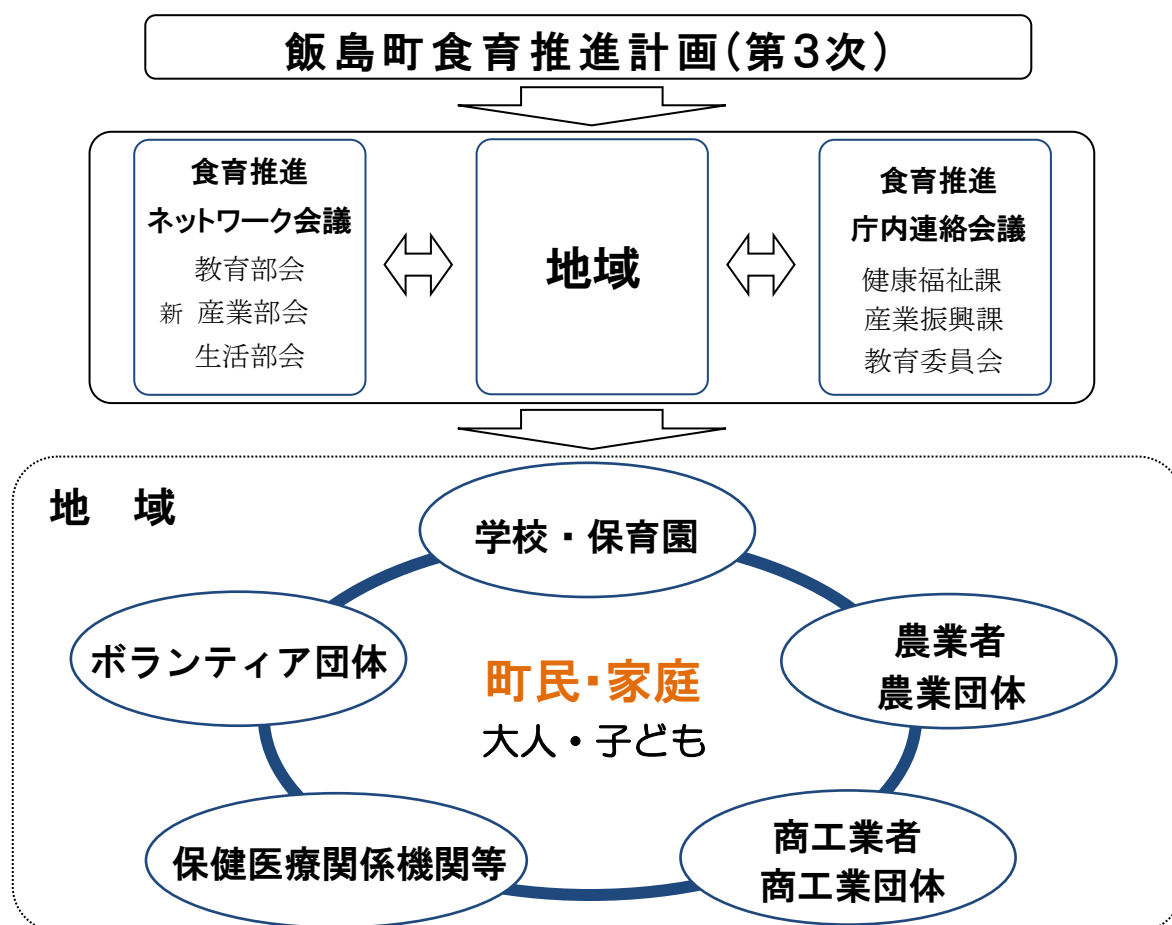 飯島町食育推進計画(第3次)
食育推進
ネットワーク会議
教育部会
新 産業部会
生活部会
地域
食育推進
庁内連絡会議
健康福祉課
産業振興課
教育委員会
地 域
学校・保育園
ボランティア団体
農業者
農業団体
町民・家庭
大人・子ども
保健医療関係機関等
商工業者
商工業団体